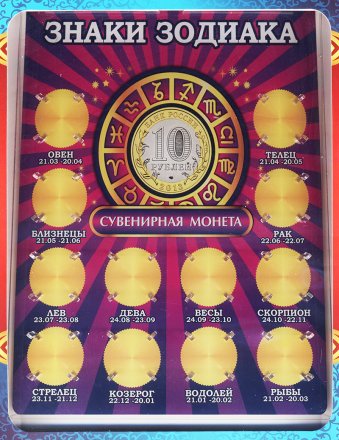 ЗНАКИ ЗОДИАКА
БАНК РОССИИ
10
РУБЛЕЙ
2013
СУВЕНИРНАЯ МОНЕТА
ОВЕН
21.03 -20.04
ТЕЛЕЦ
21.04 -20.05
БЛИЗНЕЦЫ
21.05 -21.06
РАК
22.06 -22.07
ЛЕВ
23.07 -23.08
ДЕВА
24.08 -23.09
ВЕСЫ
24.09 -23.10
СКОРПИОН
24.10 -22.11
СТРЕЛЕЦ
23.11 -21.12
КОЗЕРОГ
22.12 -20.01
ВОДОЛЕЙ
21.01 -20.02
РЫБЫ
21.02 -20.03